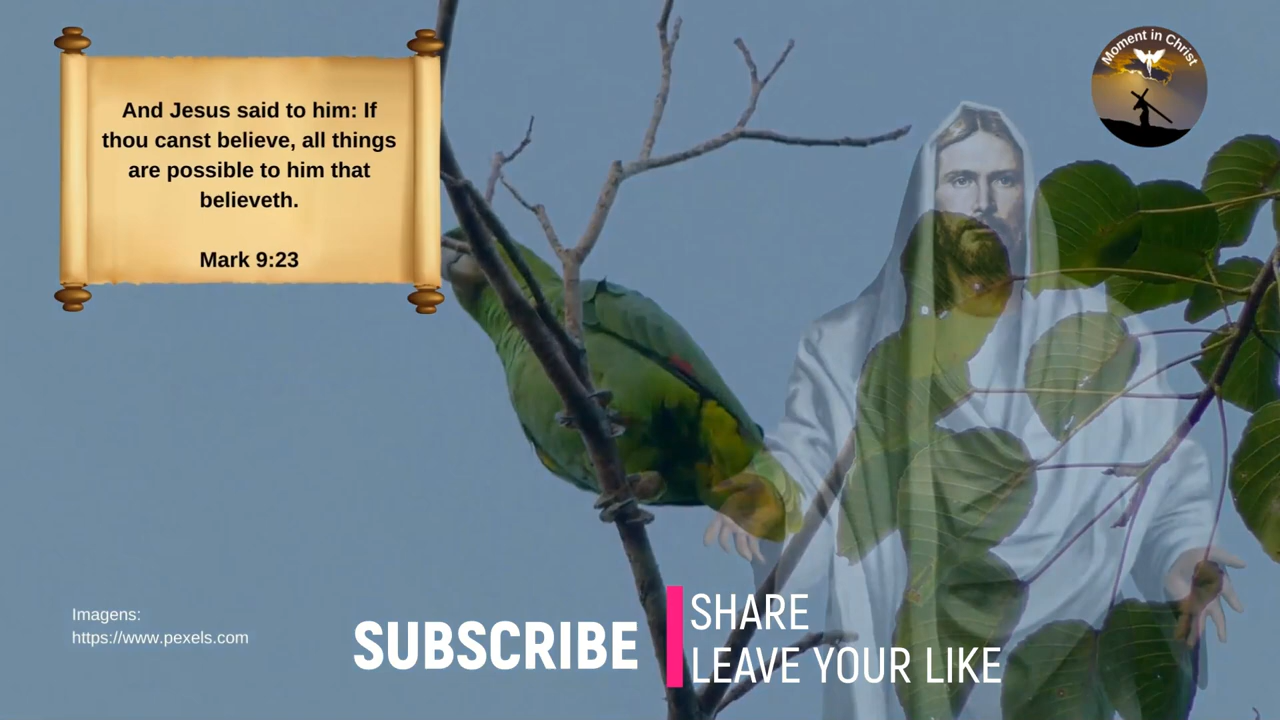 And Jesus said to him: If
thou canst believe, all things
are possible to him that
believeth.
Mark 9:23
Moment in Christ
Imagens:
https://www.pexels.com
SUBSCRIBE
SHARE
LEAVE YOUR LIKE